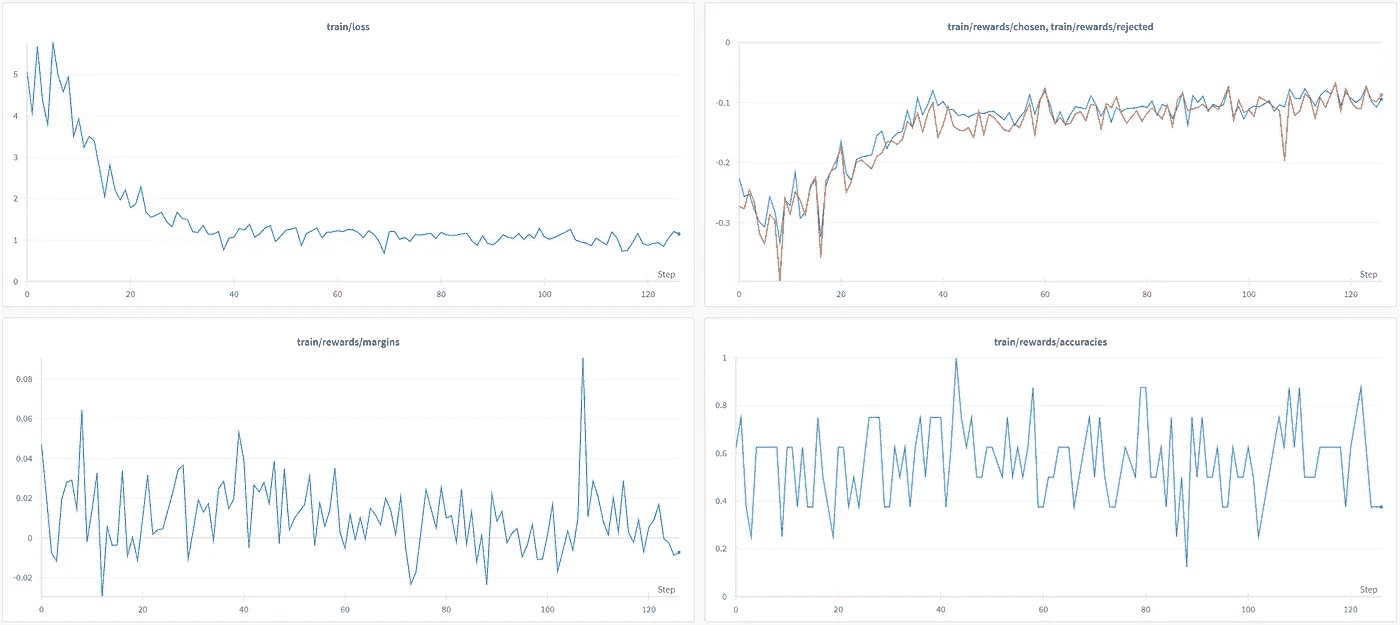 train/loss
5
4
3
2
1
0
Step
0 20 40 60 80 100 120
train/rewards/chosen, train/rewards/rejected
0
-0.1
-0.2
-0.3
Step
0 20 40 60 80 100 120
train/rewards/margins
0.08
0.06
0.04
0.02
0
-0.02
Step
0 20 40 60 80 100 120
train/rewards/accuracies
1
0.8
0.6
0.4
0.2
0
Step
0 20 40 60 80 100 120